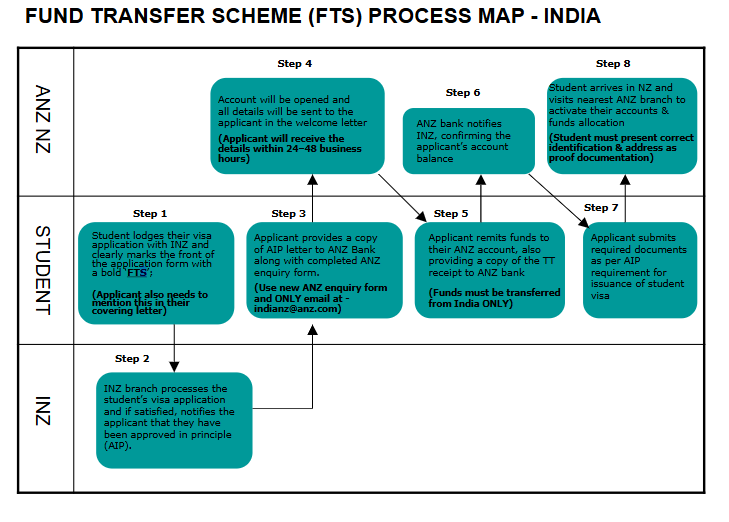 FUND TRANSFER SCHEME (FTS) PROCESS MAP - INDIA
ANZ NZ
Step 4
Account will be opened and
all details will be sent to the
applicant in the welcome letter
(Applicant will receive the
details within 24–48 business
hours)
Step 6
ANZ bank notifies
INZ, confirming the
applicant's account
balance
Step 8
Student arrives in NZ and
visits nearest ANZ branch to
activate their accounts &
funds allocation
(Student must present correct
identification & address as
proof documentation)
STUDENT
Step 1
Student lodges their visa
application with INZ and
clearly marks the front of
the application form with
a bold 'FTS';
(Applicant also needs to
mention this in their
covering letter)
Step 3
Applicant provides a copy
of AIP letter to ANZ Bank
along with completed ANZ
enquiry form.
(Use new ANZ enquiry form
and ONLY email at -
indianz@anz.com)
Step 5
Applicant remits funds to
their ANZ account, also
providing a copy of the TT
receipt to ANZ bank
(Funds must be transferred
from India ONLY)
Step 7
Applicant submits
required documents
as per AIP
requirement for
issuance of student
visa
INZ
Step 2
INZ branch processes the
student's visa application
and if satisfied, notifies the
applicant that they have
been approved in principle
(AIP).